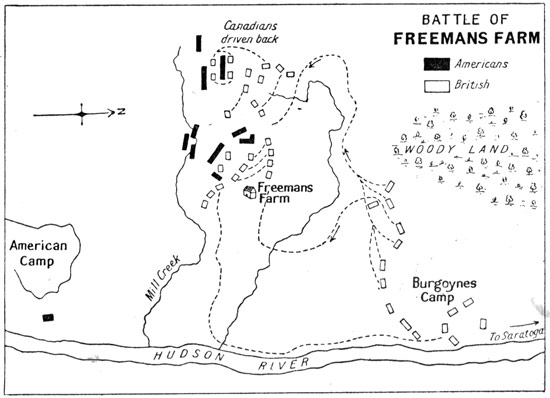 BATTLE OF
FREEMANS FARM
Americans
British
Canadians
driven back
N
WOODY LAND
Freemans
Farm
American
Camp
Mill Creek
Burgoynes
Camp
To Saratoga
HUDSON RIVER